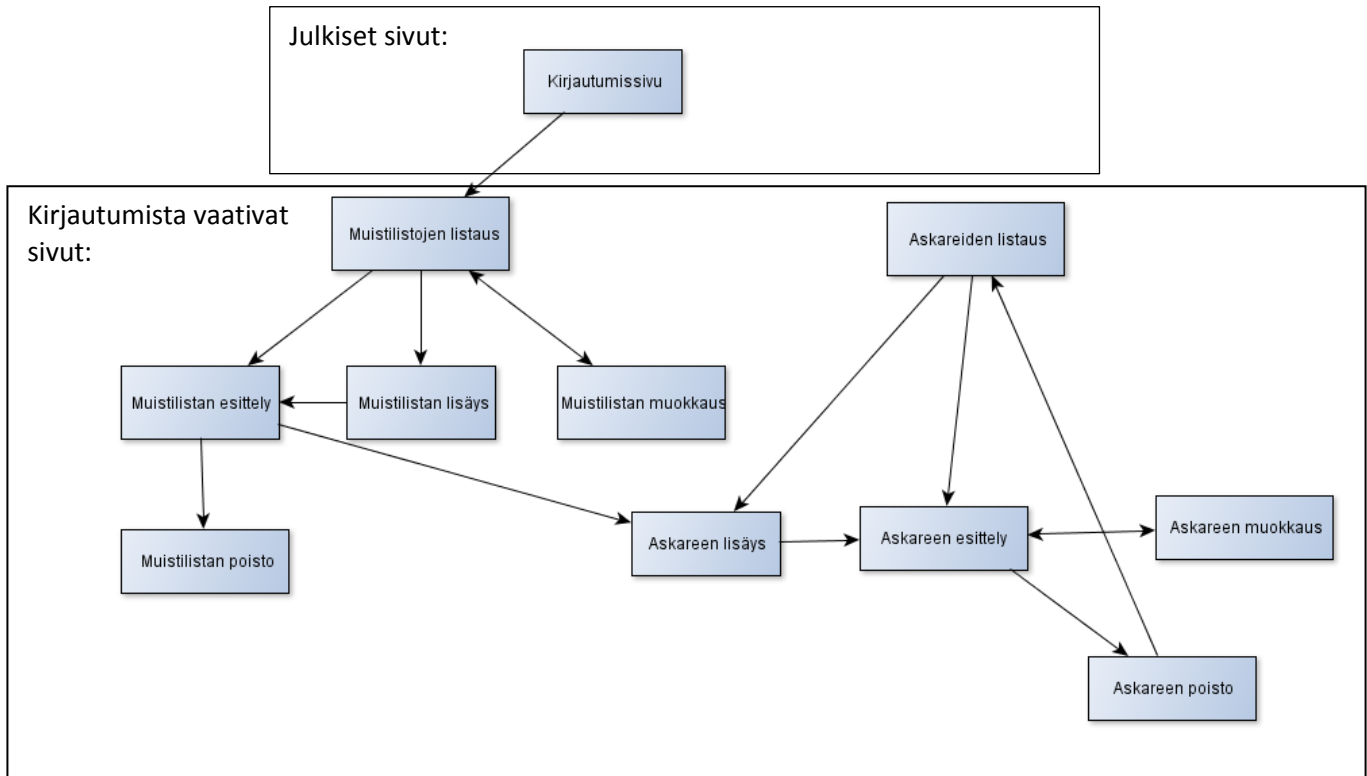 Julkiset sivut:
Kirjautumissivu
Kirjautumista vaativat
sivut:
Muistilistojen listaus
Askareiden listaus
Muistilistan esittely
Muistilistan lisäys
Muistilistan muokkaus
Askareen lisäys
Askareen esittely
Askareen muokkaus
Muistilistan poisto
Askareen poisto